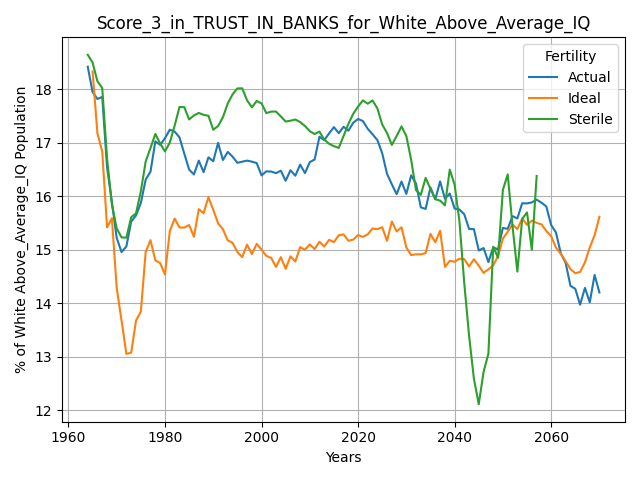 Score_3_in_TRUST_IN_BANKS_for_White_Above_Average_IQ
% of White Above_Average_IQ Population
18
17
16
15
14
13
12
Fertility
Actual
Ideal
Sterile
1960 1980 2000 2020 2040 2060
Years